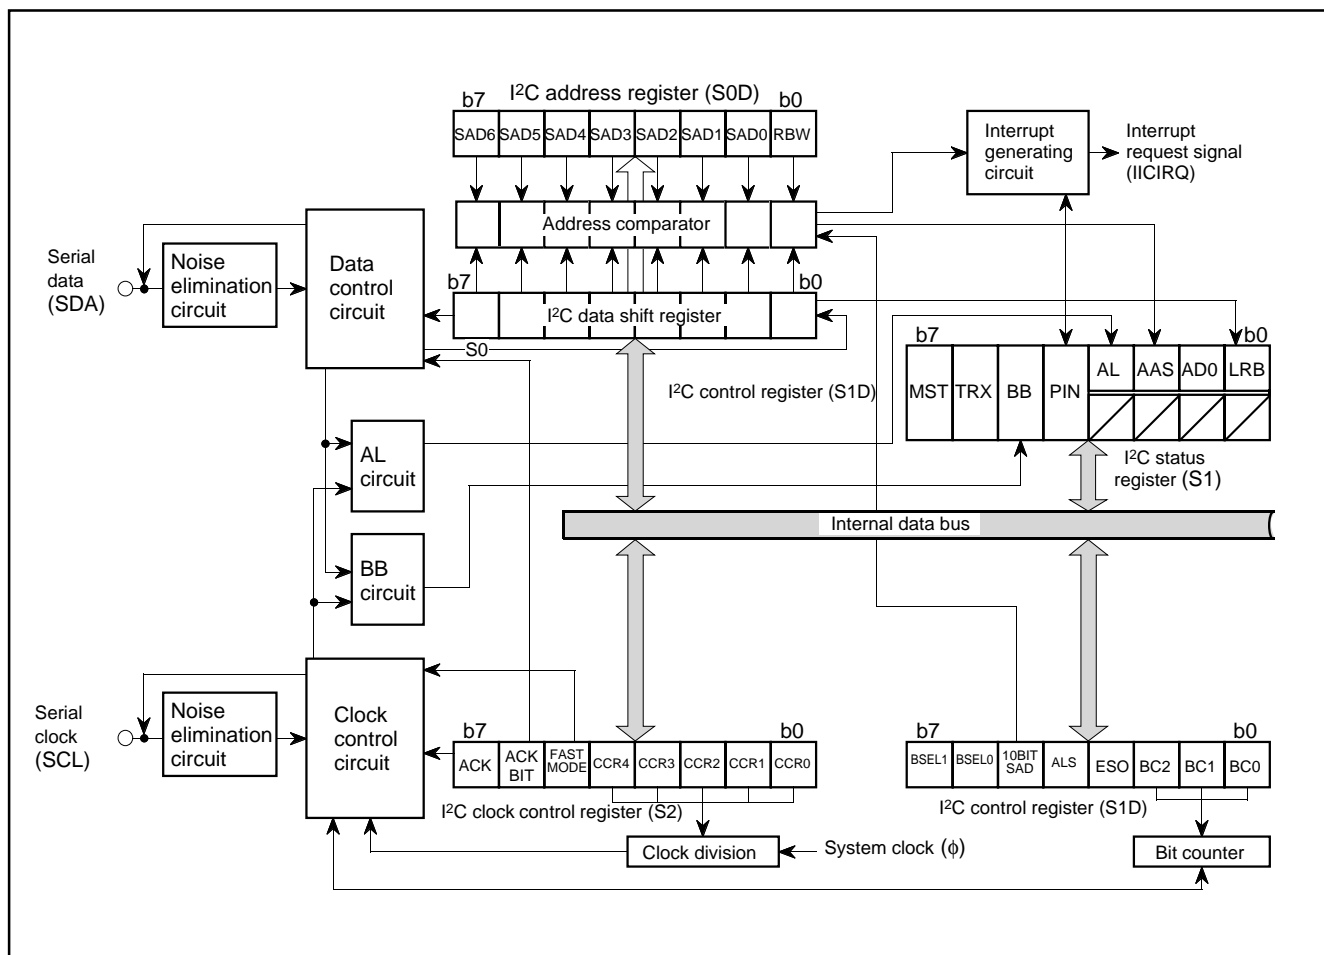 I²C address register (S0D)
b7
b0
SAD6 SAD5 SAD4 SAD3 SAD2 SAD1 SAD0 RBW
Interrupt
generating
circuit
Interrupt
request signal
(IICIRQ)
Address comparator
Serial
data
(SDA)
Noise
elimination
circuit
Data
control
circuit
b7
b0
I²C data shift register
S0
b7
b0
AL AAS AD0 LRB
MST TRX BB PIN
I²C control register (S1D)
I²C status
register (S1)
AL
circuit
Internal data bus
BB
circuit
Serial
clock
(SCL)
Noise
elimination
circuit
Clock
control
circuit
b7
b0
ACK
ACK
BIT
FAST
MODE
CCR4 CCR3 CCR2 CCR1 CCR0
I²C clock control register (S2)
Clock division
System clock (ϕ)
b7
b0
BSEL1 BSEL0
10BIT
SAD
ALS ESO BC2 BC1 BC0
I²C control register (S1D)
Bit counter